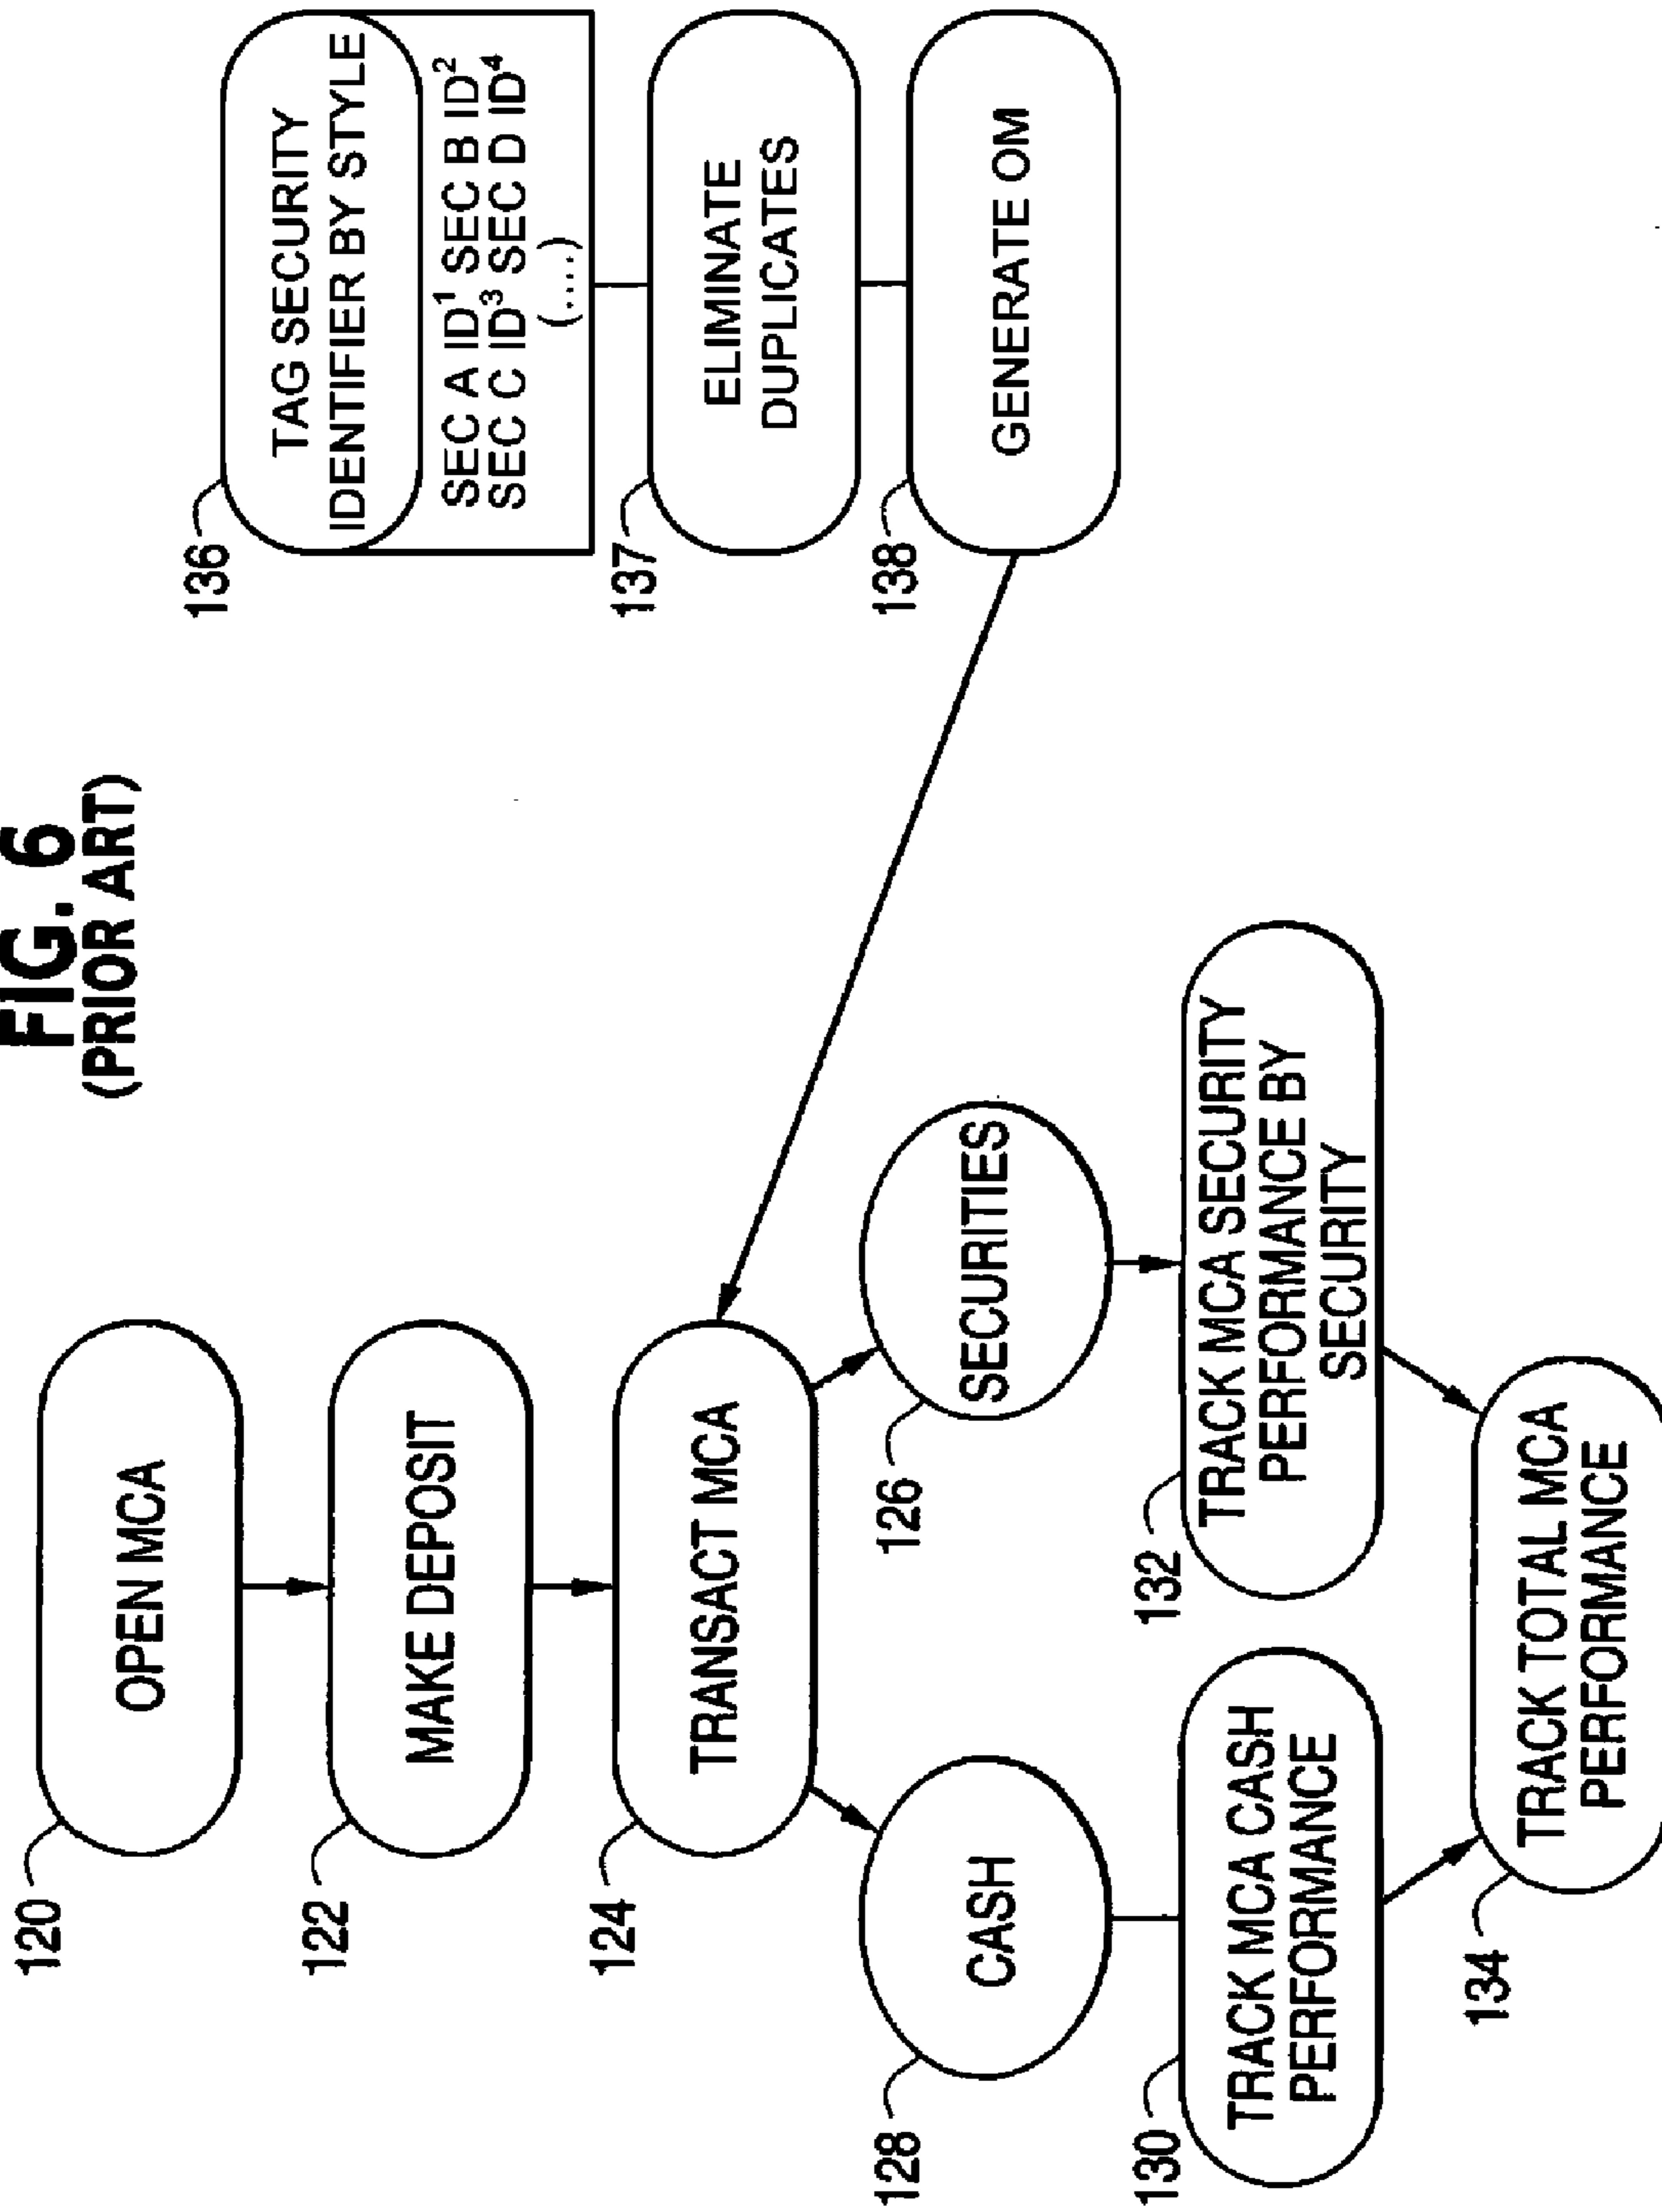 FIG. 6
(PRIOR ART)
120
OPEN MCA
122
MAKE DEPOSIT
124
TRANSACT MCA
128
CASH
126
SECURITIES
130
TRACK MCA CASH
PERFORMANCE
132
TRACK MCA SECURITY
PERFORMANCE BY
SECURITY
134
TRACK TOTAL MCA
PERFORMANCE
136
TAG SECURITY
IDENTIFIER BY STYLE
SEC A ID¹ SEC B ID²
SEC C ID³ SEC D ID⁴
(....)
137
ELIMINATE
DUPLICATES
138
GENERATE OM